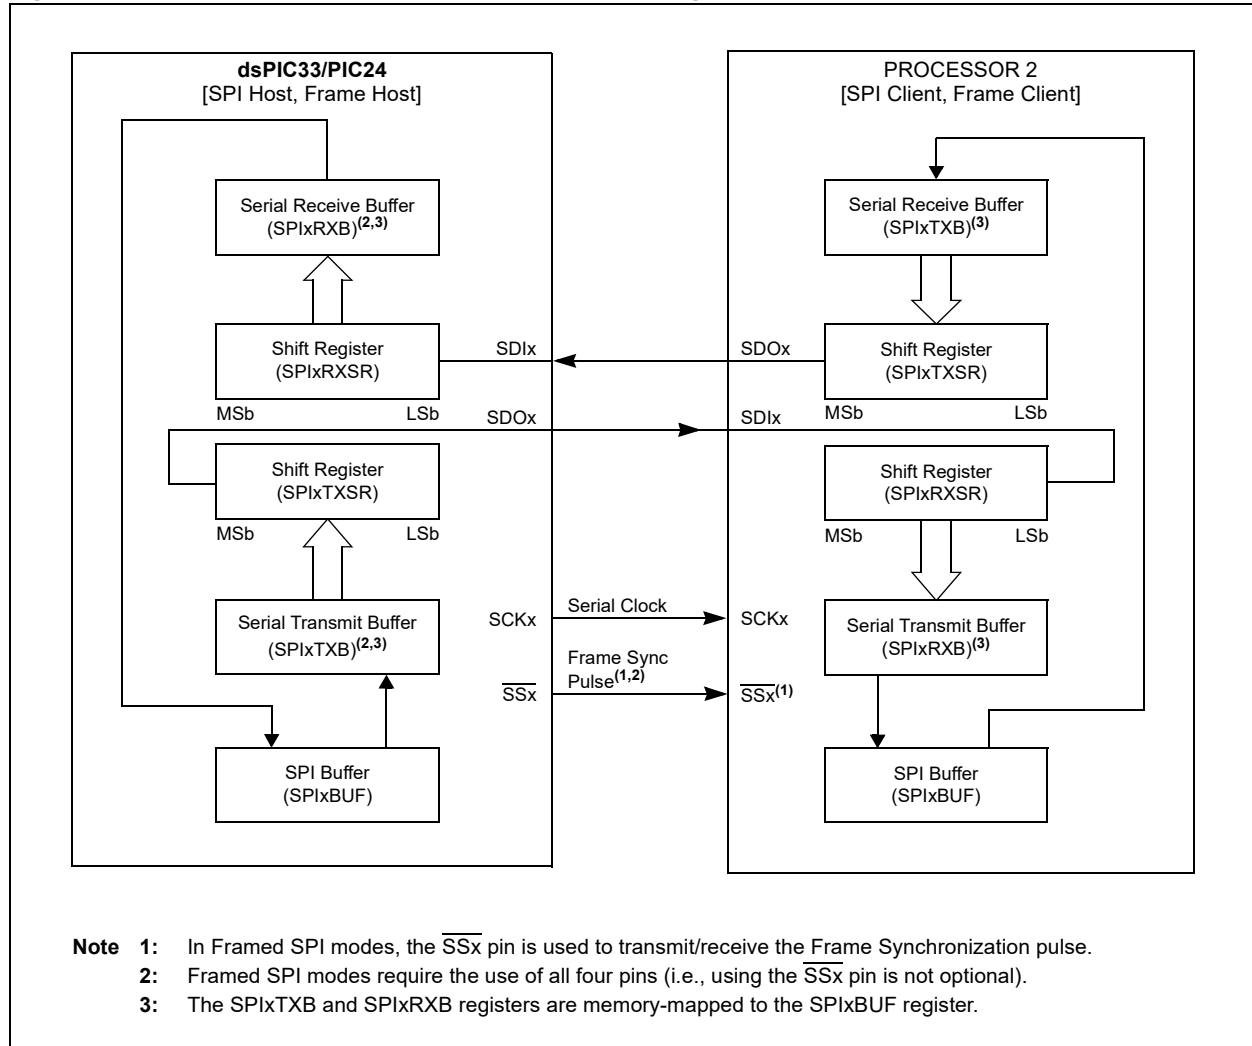 dsPIC33/PIC24
[SPI Host, Frame Host]
Serial Receive Buffer
(SPIxRXB)(2,3)
Shift Register
(SPIxRXSR)
MSb LSb
Shift Register
(SPIxTXSR)
MSb LSb
Serial Transmit Buffer
(SPIxTXB)(2,3)
SPI Buffer
(SPIxBUF)
SDIx
SDOx
SCKx
SSx
Serial Clock
Frame Sync
Pulse(1,2)
PROCESSOR 2
[SPI Client, Frame Client]
SDOx
SDIx
SCKx
SSx(1)
Serial Receive Buffer
(SPIxTXB)(3)
Shift Register
(SPIxTXSR)
MSb LSb
Shift Register
(SPIxRXSR)
MSb LSb
Serial Transmit Buffer
(SPIxRXB)(3)
SPI Buffer
(SPIxBUF)
Note 1: In Framed SPI modes, the SSx pin is used to transmit/receive the Frame Synchronization pulse.
2: Framed SPI modes require the use of all four pins (i.e., using the SSx pin is not optional).
3: The SPIxTXB and SPIxRXB registers are memory-mapped to the SPIxBUF register.